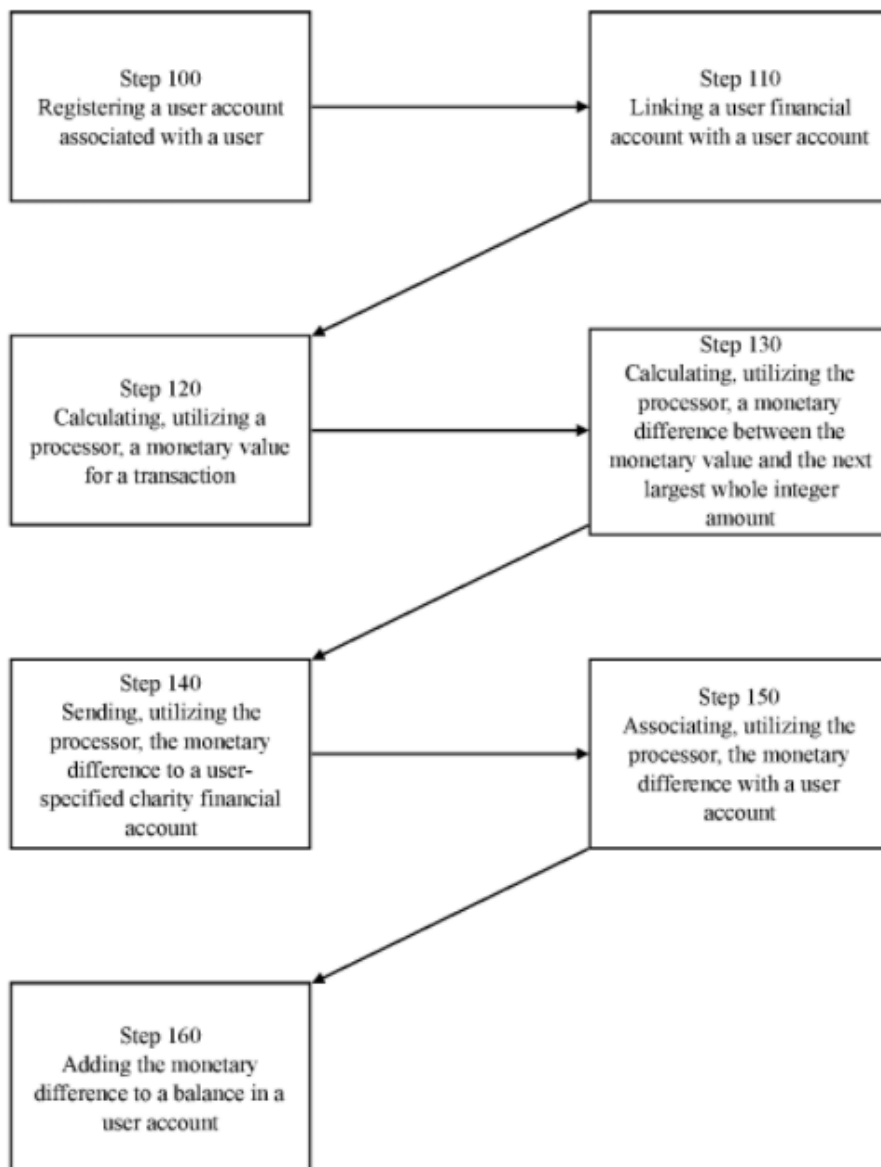 Step 100
Registering a user account
associated with a user
Step 110
Linking a user financial
account with a user account
Step 120
Calculating, utilizing a
processor, a monetary value
for a transaction
Step 130
Calculating, utilizing the
processor, a monetary
difference between the
monetary value and the next
largest whole integer
amount
Step 140
Sending, utilizing the
processor, the monetary
difference to a user-
specified charity financial
account
Step 150
Associating, utilizing the
processor, the monetary
difference with a user
account
Step 160
Adding the monetary
difference to a balance in a
user account